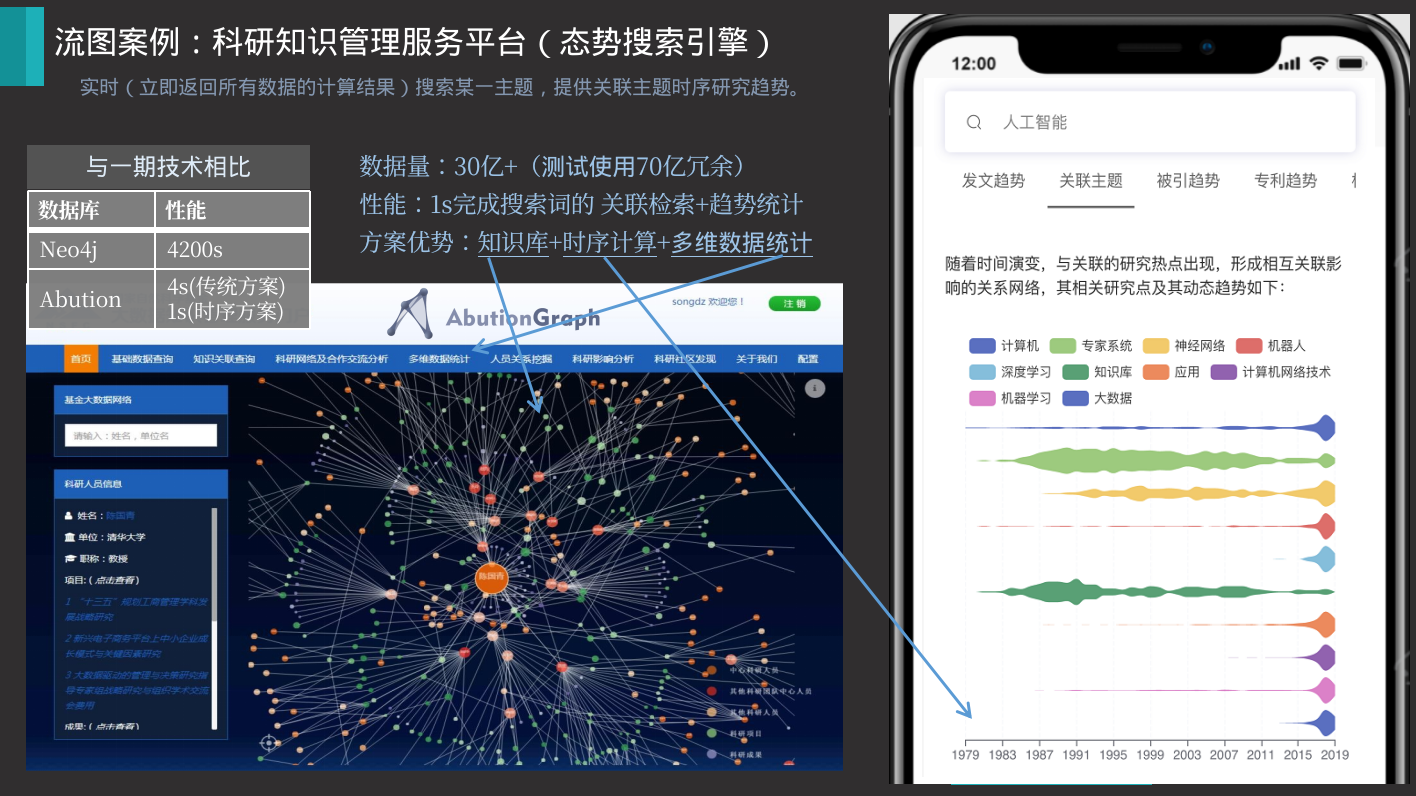 流图案例：科研知识管理服务平台（态势搜索引擎）
实时（立即返回所有数据的计算结果）搜索某一主题，提供关联主题时序研究趋势。
与一期技术相比
数据库 性能
Neo4j 4200s
Abution 4s(传统方案)
1s(时序方案)
数据量：30亿+（测试使用70亿冗余）
性能：1s完成搜索词的 关联检索+趋势统计
方案优势：知识库+时序计算+多维数据统计
AbutionGraph
songdz 欢迎您！
注 销
首页 基础数据查询 知识关联查询 科研网络及合作交流分析 多维数据统计 人员关系挖掘 科研影响分析 科研社区发现 关于我们 配置
基金大数据网络
请输入：姓名，单位名
科研人员信息
姓名：陈国青
单位：清华大学
职称：教授
项目:（点击查看）
1 “十三五”规划工商管理学科发
展战略研究
2 新兴电子商务平台上中小企业成
长模式与关键因素研究
3 大数据驱动的管理与决策研究指
导专家组战略研究与组织学术交流
会费用
成果:（点击查看）
陈国青
i
中心科研人员
其他科研团队中心人员
其他科研人员
科研项目
科研成果
12:00
人工智能
发文趋势 关联主题 被引趋势 专利趋势
随着时间演变，与关联的研究热点出现，形成相互关联影
响的关系网络，其相关研究点及其动态趋势如下：
计算机 专家系统 神经网络 机器人
深度学习 知识库 应用 计算机网络技术
机器学习 大数据
1979 1983 1987 1991 1995 1999 2003 2007 2011 2015 2019